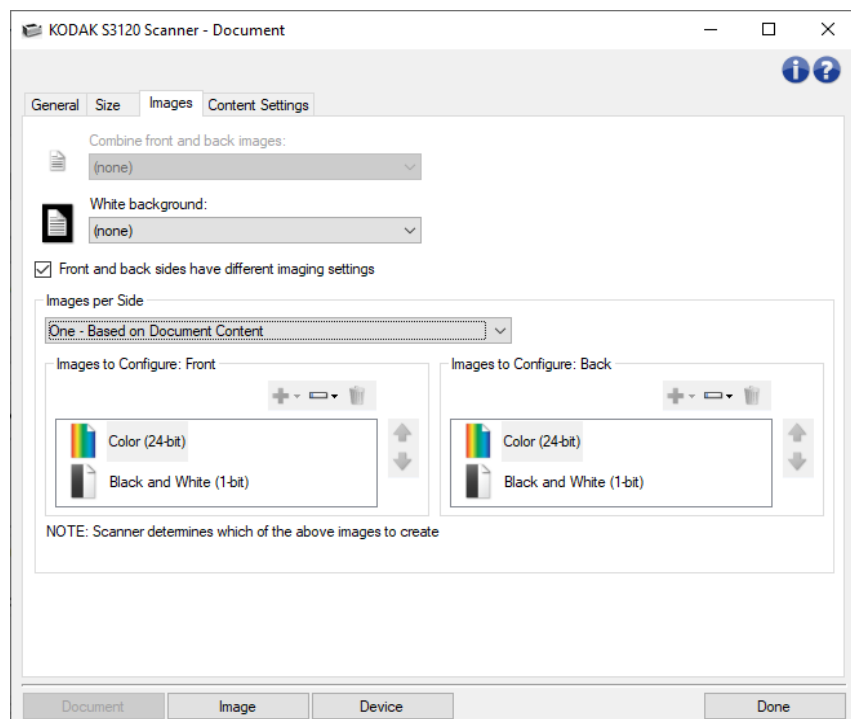 KODAK S3120 Scanner - Document
General Size Images Content Settings
Combine front and back images:
(none)
White background:
(none)
Front and back sides have different imaging settings
Images per Side
One - Based on Document Content
Images to Configure: Front
Color (24-bit)
Black and White (1-bit)
Images to Configure: Back
Color (24-bit)
Black and White (1-bit)
NOTE: Scanner determines which of the above images to create
Document Image Device Done